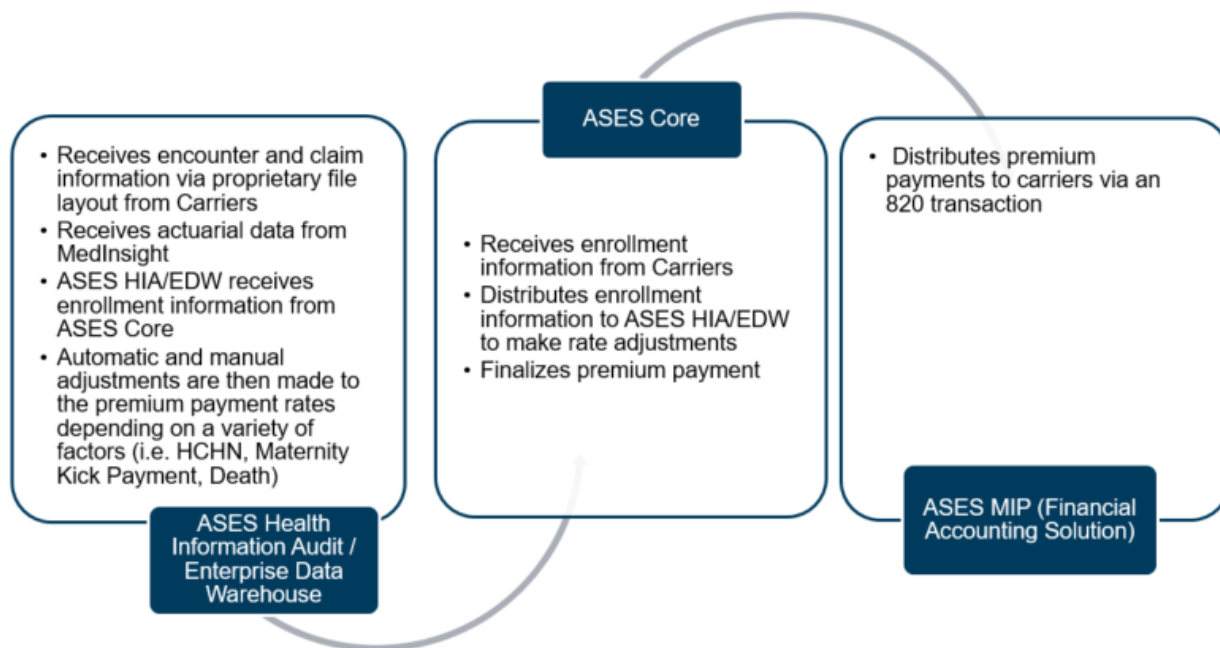 • Receives encounter and claim
information via proprietary file
layout from Carriers
• Receives actuarial data from
MedInsight
• ASES HIA/EDW receives
enrollment information from
ASES Core
• Automatic and manual
adjustments are then made to
the premium payment rates
depending on a variety of
factors (i.e. HCHN, Maternity
Kick Payment, Death)
ASES Health
Information Audit /
Enterprise Data
Warehouse
ASES Core
• Receives enrollment
information from Carriers
• Distributes enrollment
information to ASES HIA/EDW
to make rate adjustments
• Finalizes premium payment
• Distributes premium
payments to carriers via an
820 transaction
ASES MIP (Financial
Accounting Solution)